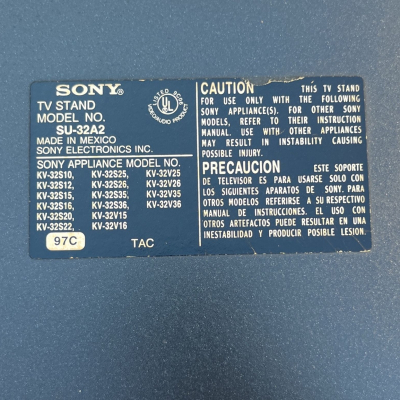 SONY®
TV STAND
MODEL NO.
SU-32A2
MADE IN MEXICO
SONY ELECTRONICS INC.
LISTED
UL
VIDEO/AUDIO PRODUCT
SONY APPLIANCE MODEL NO.
KV-32S10, KV-32S25, KV-32V25
KV-32S12, KV-32S26, KV-32V26
KV-32S15, KV-32S35, KV-32V35
KV-32S16, KV-32S36, KV-32V36
KV-32S20, KV-32V15
KV-32S22, KV-32V16
97C TAC
CAUTION THIS TV STAND
FOR USE ONLY WITH THE FOLLOWING
SONY APPLIANCE(S). FOR OTHER SONY
MODELS, REFER TO THEIR INSTRUCTION
MANUAL. USE WITH OTHER APPLIANCES
MAY RESULT IN INSTABILITY CAUSING
POSSIBLE INJURY.
PRECAUCION ESTE SOPORTE
DE TELEVISOR ES PARA USARSE SOLO CON
LOS SIGUIENTES APARATOS DE SONY. PARA
OTROS MODELOS REFERIRSE A SU RESPECTIVO
MANUAL DE INSTRUCCIONES. EL USO CON
OTROS ARTEFACTOS PUEDE RESULTAR EN UNA
INESTABILIDAD Y PRODUCIR POSIBLE LESION.